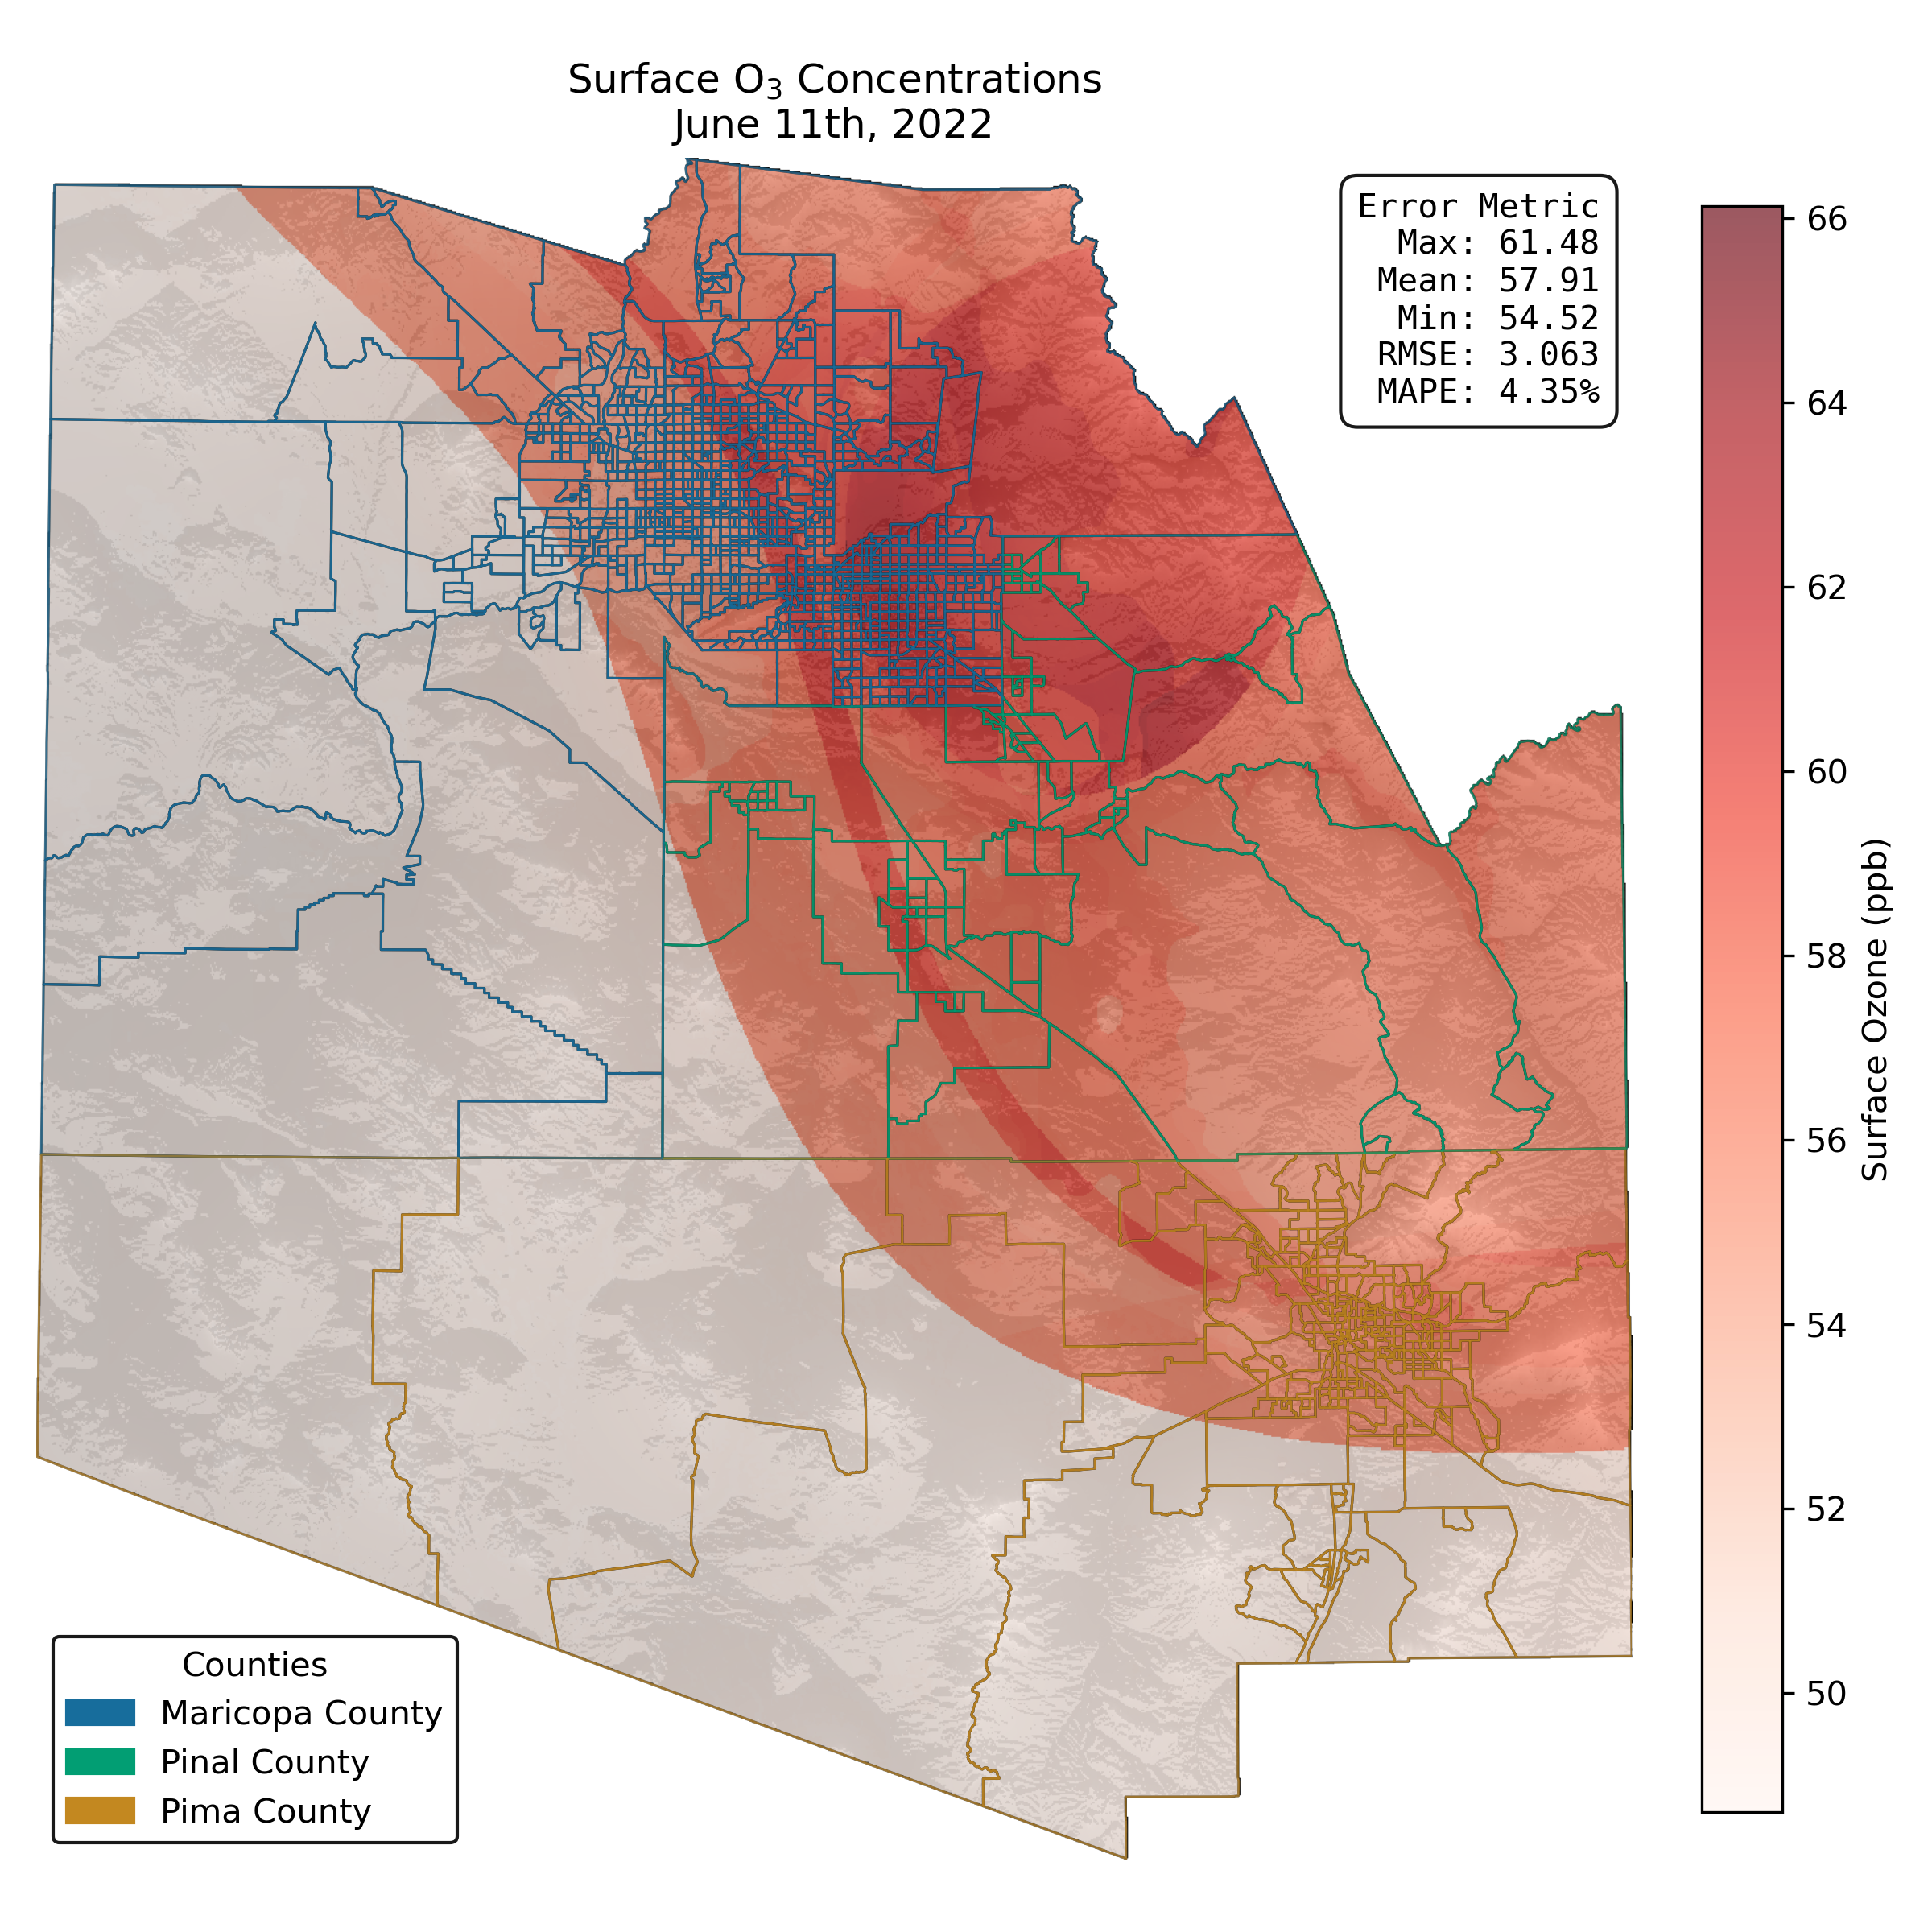 Surface O₃ Concentrations
June 11th, 2022
Error Metric
Max: 61.48
Mean: 57.91
Min: 54.52
RMSE: 3.063
MAPE: 4.35%
66
64
62
60
58
56
54
52
50
Surface Ozone (ppb)
Counties
Maricopa County
Pinal County
Pima County